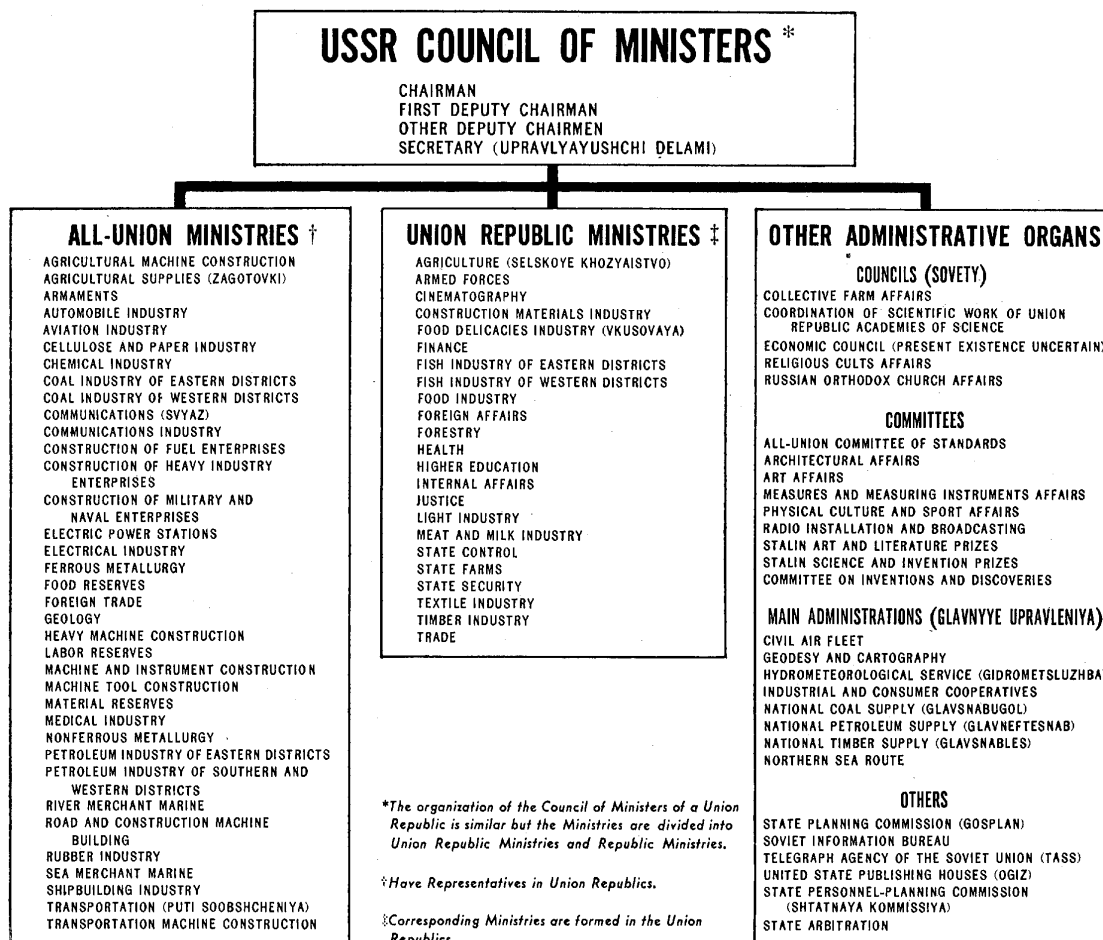 USSR COUNCIL OF MINISTERS *
CHAIRMAN
FIRST DEPUTY CHAIRMAN
OTHER DEPUTY CHAIRMEN
SECRETARY (UPRAVLYAYUSHCHI DELAMI)
ALL-UNION MINISTRIES †
AGRICULTURAL MACHINE CONSTRUCTION
AGRICULTURAL SUPPLIES (ZAGOTOVKI)
ARMAMENTS
AUTOMOBILE INDUSTRY
AVIATION INDUSTRY
CELLULOSE AND PAPER INDUSTRY
CHEMICAL INDUSTRY
COAL INDUSTRY OF EASTERN DISTRICTS
COAL INDUSTRY OF WESTERN DISTRICTS
COMMUNICATIONS (SVYAZ)
COMMUNICATIONS INDUSTRY
CONSTRUCTION OF FUEL ENTERPRISES
CONSTRUCTION OF HEAVY INDUSTRY
ENTERPRISES
CONSTRUCTION OF MILITARY AND
NAVAL ENTERPRISES
ELECTRIC POWER STATIONS
ELECTRICAL INDUSTRY
FERROUS METALLURGY
FOOD RESERVES
FOREIGN TRADE
GEOLOGY
HEAVY MACHINE CONSTRUCTION
LABOR RESERVES
MACHINE AND INSTRUMENT CONSTRUCTION
MACHINE TOOL CONSTRUCTION
MATERIAL RESERVES
MEDICAL INDUSTRY
NONFERROUS METALLURGY
PETROLEUM INDUSTRY OF EASTERN DISTRICTS
PETROLEUM INDUSTRY OF SOUTHERN AND
WESTERN DISTRICTS
RIVER MERCHANT MARINE
ROAD AND CONSTRUCTION MACHINE
BUILDING
RUBBER INDUSTRY
SEA MERCHANT MARINE
SHIPBUILDING INDUSTRY
TRANSPORTATION (PUTI SOOBSHCHENIYA)
TRANSPORTATION MACHINE CONSTRUCTION
UNION REPUBLIC MINISTRIES ‡
AGRICULTURE (SELSKOYE KHOZYAISTVO)
ARMED FORCES
CINEMATOGRAPHY
CONSTRUCTION MATERIALS INDUSTRY
FOOD DELICACIES INDUSTRY (VKUSOVAYA)
FINANCE
FISH INDUSTRY OF EASTERN DISTRICTS
FISH INDUSTRY OF WESTERN DISTRICTS
FOOD INDUSTRY
FOREIGN AFFAIRS
FORESTRY
HEALTH
HIGHER EDUCATION
INTERNAL AFFAIRS
JUSTICE
LIGHT INDUSTRY
MEAT AND MILK INDUSTRY
STATE CONTROL
STATE FARMS
STATE SECURITY
TEXTILE INDUSTRY
TIMBER INDUSTRY
TRADE
*The organization of the Council of Ministers of a Union
Republic is similar but the Ministries are divided into
Union Republic Ministries and Republic Ministries.
†Have Representatives in Union Republics.
‡Corresponding Ministries are formed in the Union
Republics
OTHER ADMINISTRATIVE ORGANS
COUNCILS (SOVETY)
COLLECTIVE FARM AFFAIRS
COORDINATION OF SCIENTIFIC WORK OF UNION
REPUBLIC ACADEMIES OF SCIENCE
ECONOMIC COUNCIL (PRESENT EXISTENCE UNCERTAIN)
RELIGIOUS CULTS AFFAIRS
RUSSIAN ORTHODOX CHURCH AFFAIRS
COMMITTEES
ALL-UNION COMMITTEE OF STANDARDS
ARCHITECTURAL AFFAIRS
ART AFFAIRS
MEASURES AND MEASURING INSTRUMENTS AFFAIRS
PHYSICAL CULTURE AND SPORT AFFAIRS
RADIO INSTALLATION AND BROADCASTING
STALIN ART AND LITERATURE PRIZES
STALIN SCIENCE AND INVENTION PRIZES
COMMITTEE ON INVENTIONS AND DISCOVERIES
MAIN ADMINISTRATIONS (GLAVNYYE UPRAVLENIYA)
CIVIL AIR FLEET
GEODESY AND CARTOGRAPHY
HYDROMETEOROLOGICAL SERVICE (GIDROMETSLUZHBA
INDUSTRIAL AND CONSUMER COOPERATIVES
NATIONAL COAL SUPPLY (GLAVSNABUGOL)
NATIONAL PETROLEUM SUPPLY (GLAVNEFTESNAB)
NATIONAL TIMBER SUPPLY (GLAVSNABLES)
NORTHERN SEA ROUTE
OTHERS
STATE PLANNING COMMISSION (GOSPLAN)
SOVIET INFORMATION BUREAU
TELEGRAPH AGENCY OF THE SOVIET UNION (TASS)
UNITED STATE PUBLISHING HOUSES (OGIZ)
STATE PERSONNEL-PLANNING COMMISSION
(SHTATNAYA KOMMISSIYA)
STATE ARBITRATION